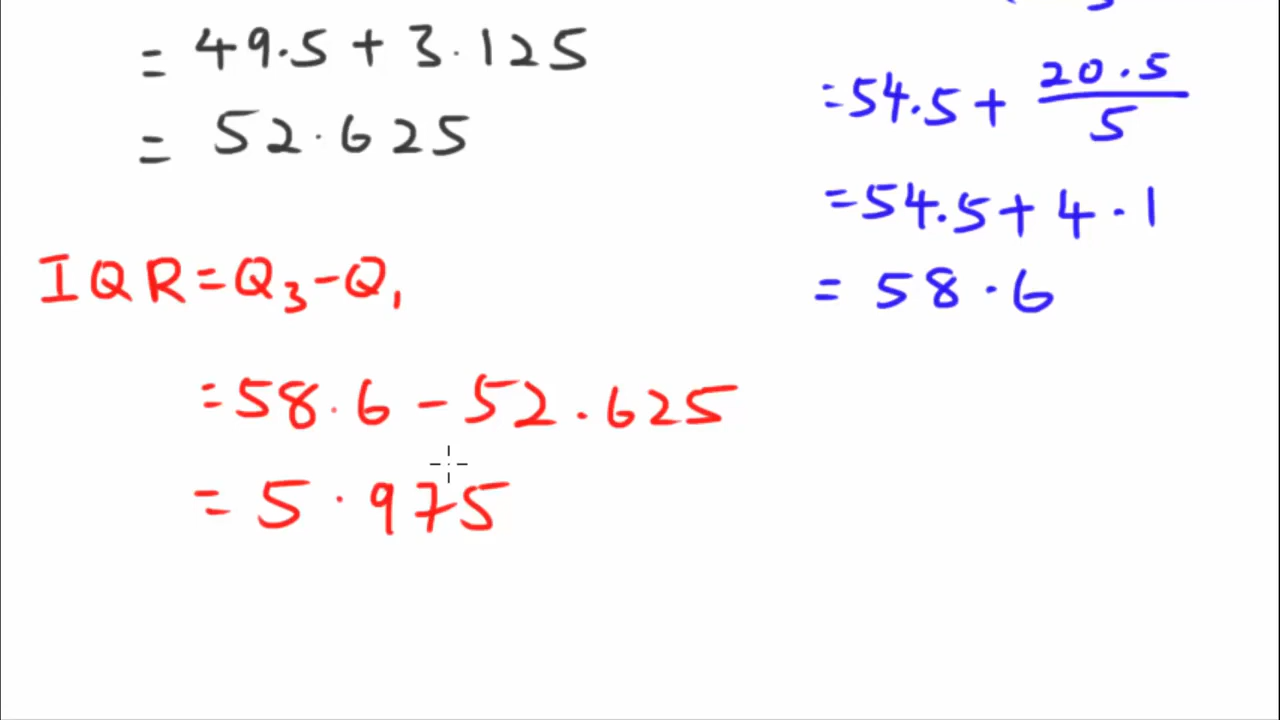 = 49.5 + 3.125
= 52.625
= 54.5 + 20.5/5
= 54.5 + 4.1
= 58.6
IQR = Q₃ - Q₁
= 58.6 - 52.625
= 5.975